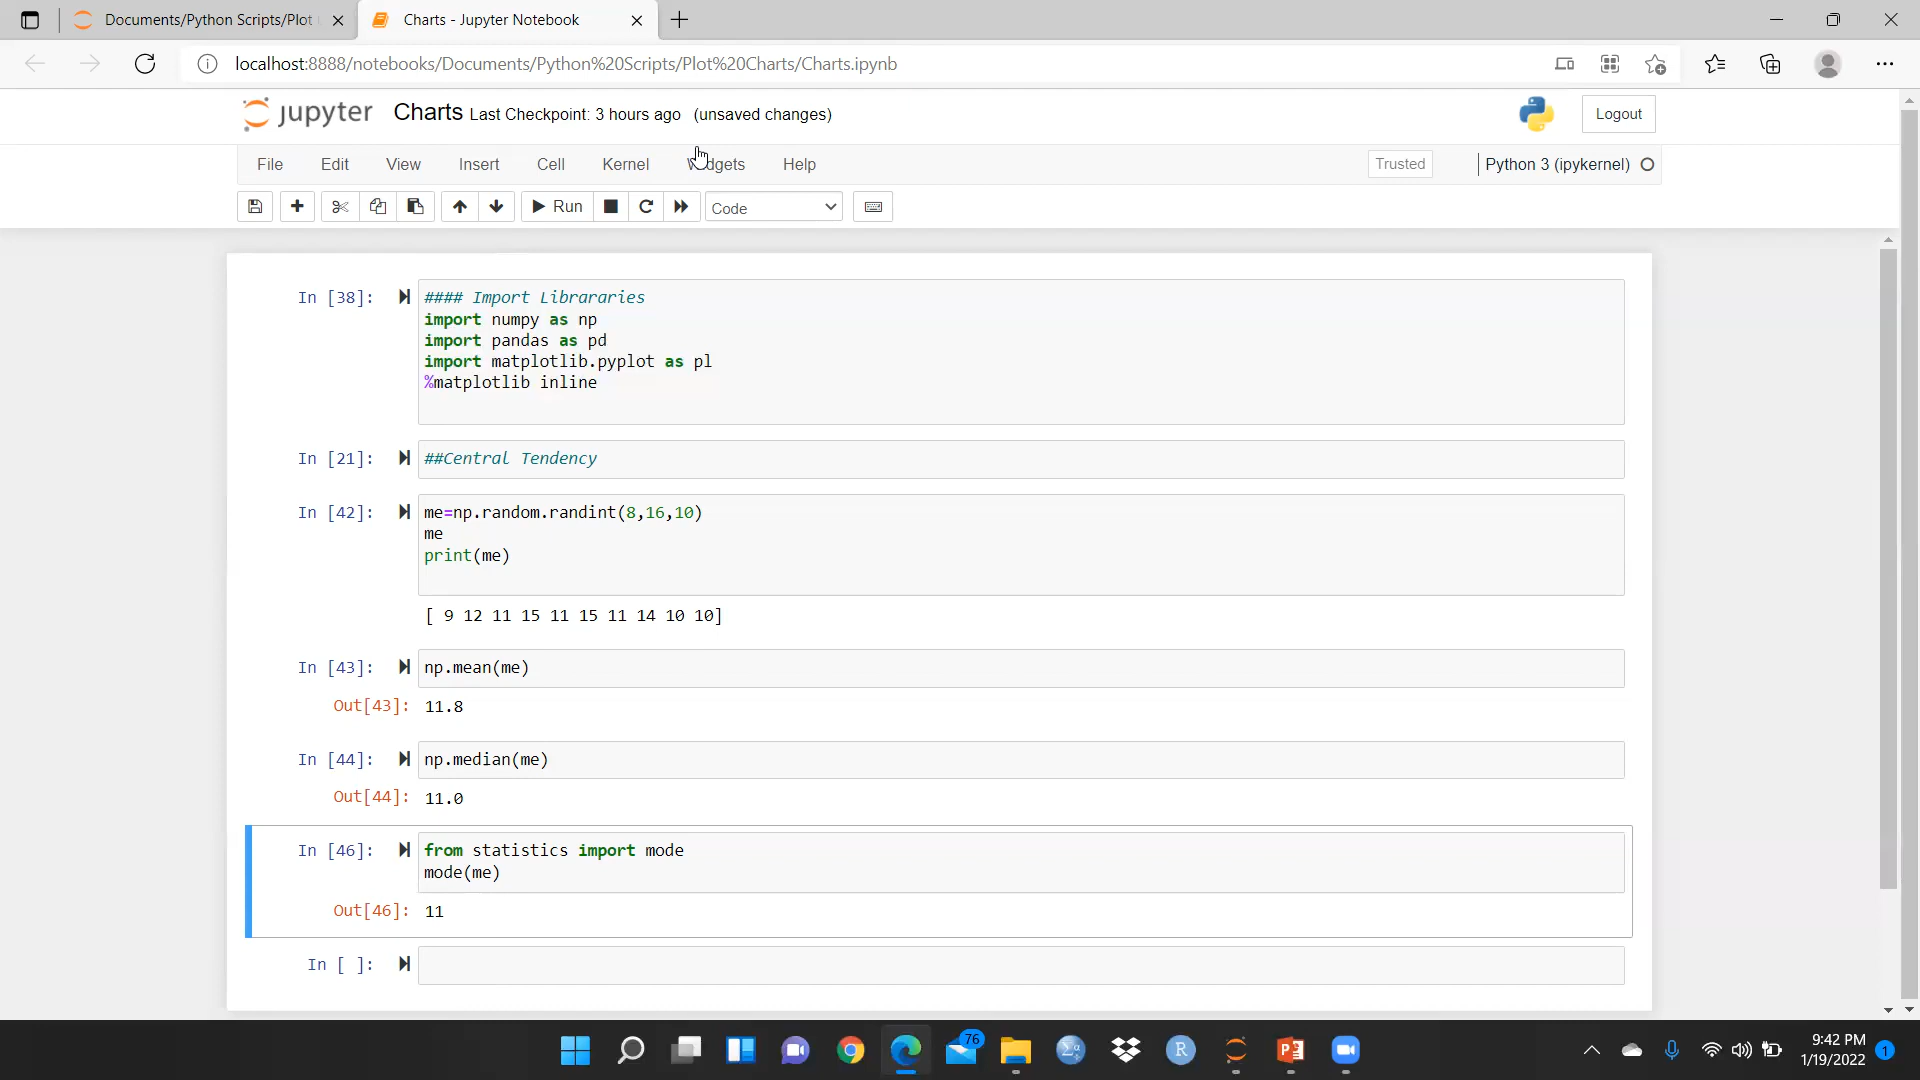 Documents/Python Scripts/Plot
Charts - Jupyter Notebook
localhost:8888/notebooks/Documents/Python%20Scripts/Plot%20Charts/Charts.ipynb
jupyter Charts Last Checkpoint: 3 hours ago (unsaved changes)
Logout
File Edit View Insert Cell Kernel Widgets Help
Trusted
Python 3 (ipykernel)
Run
Code
In [38]: #### Import Librararies
import numpy as np
import pandas as pd
import matplotlib.pyplot as pl
%matplotlib inline
In [21]: ##Central Tendency
In [42]: me=np.random.randint(8,16,10)
me
print(me)
[ 9 12 11 15 11 15 11 14 10 10]
In [43]: np.mean(me)
Out[43]: 11.8
In [44]: np.median(me)
Out[44]: 11.0
In [46]: from statistics import mode
mode(me)
Out[46]: 11
In [ ]:
76
R
9:42 PM
1/19/2022
1